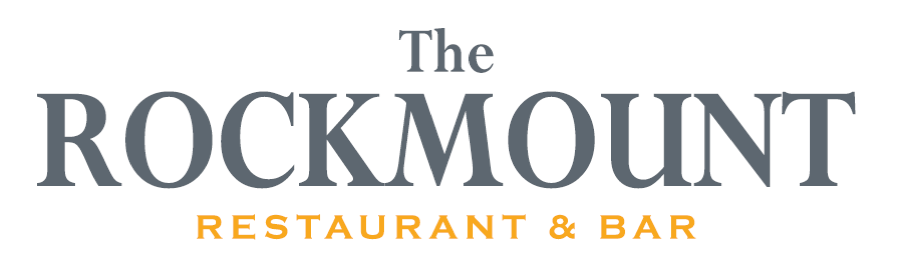 The
ROCKMOUNT
RESTAURANT & BAR